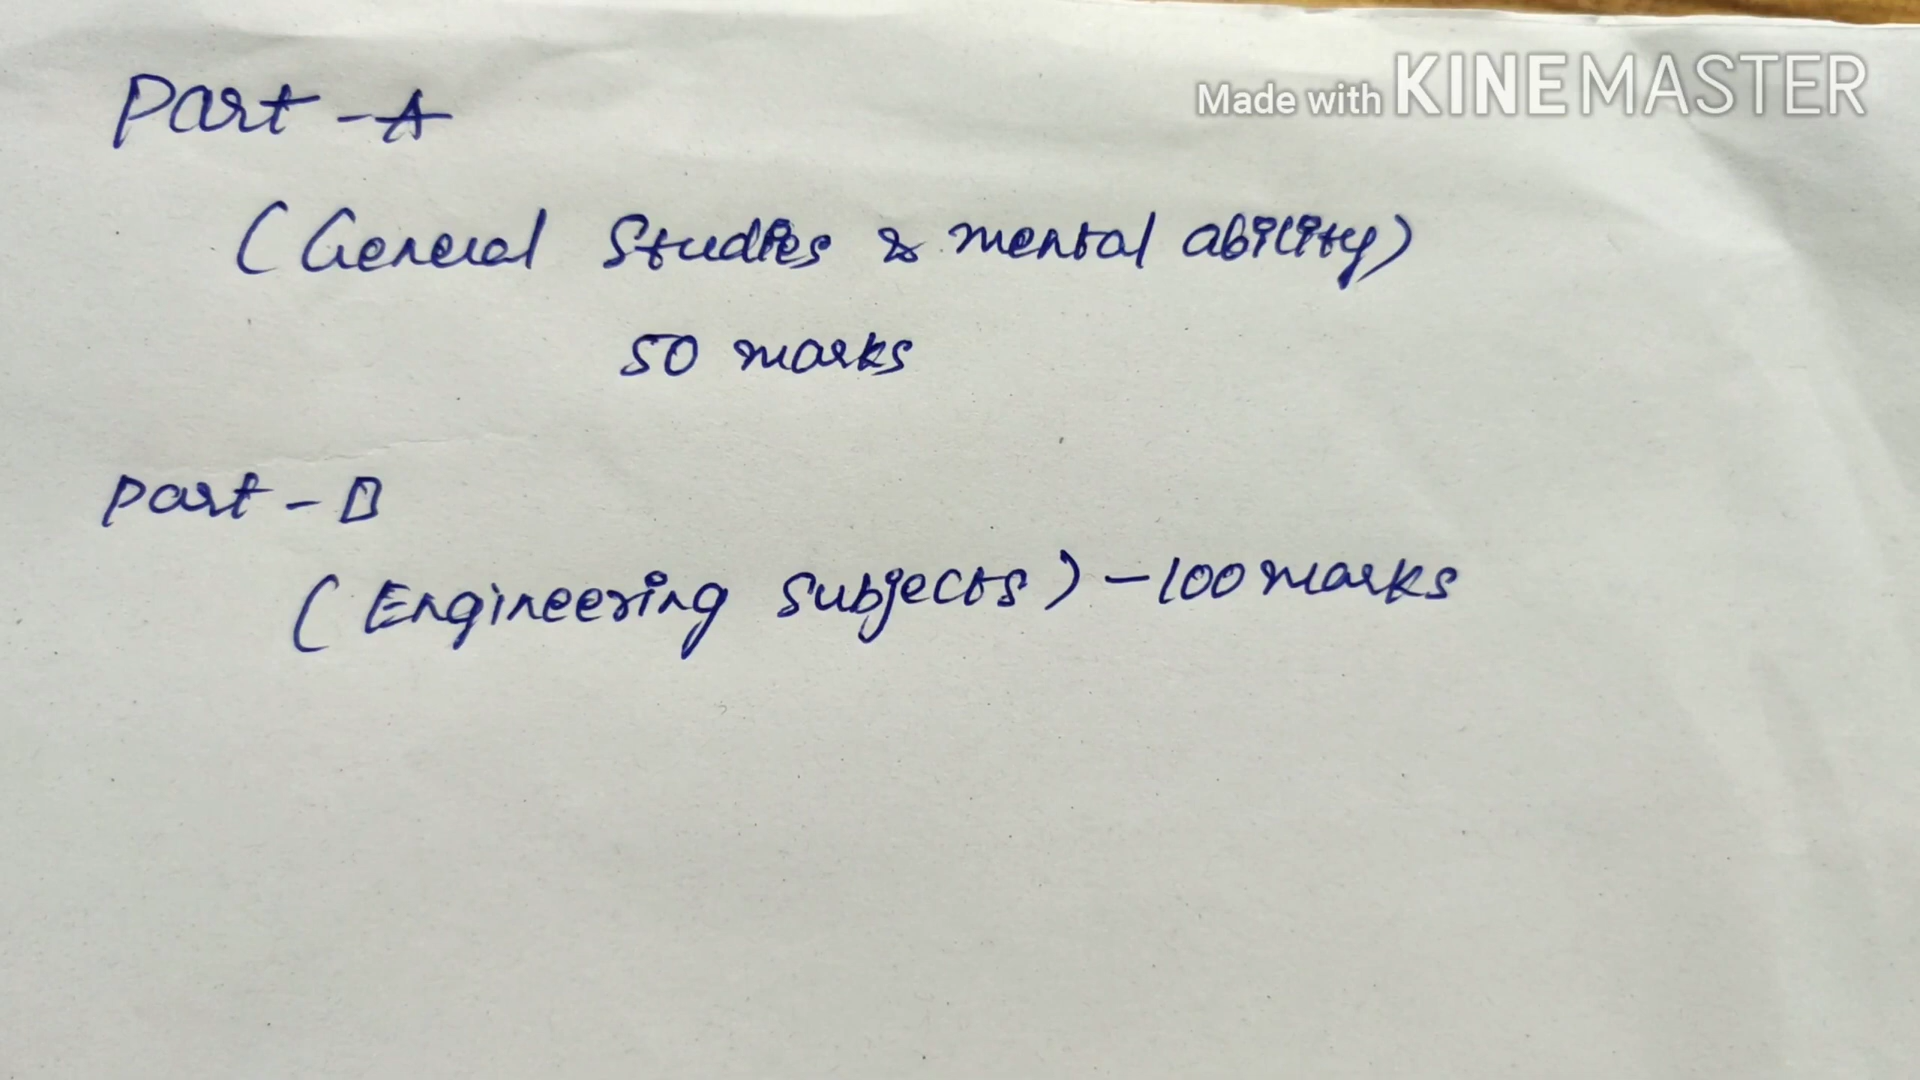 Part - A
Made with KINEMASTER
(General Studies & mental ability)
50 marks
Part - B
(Engineering Subjects) - 100 marks